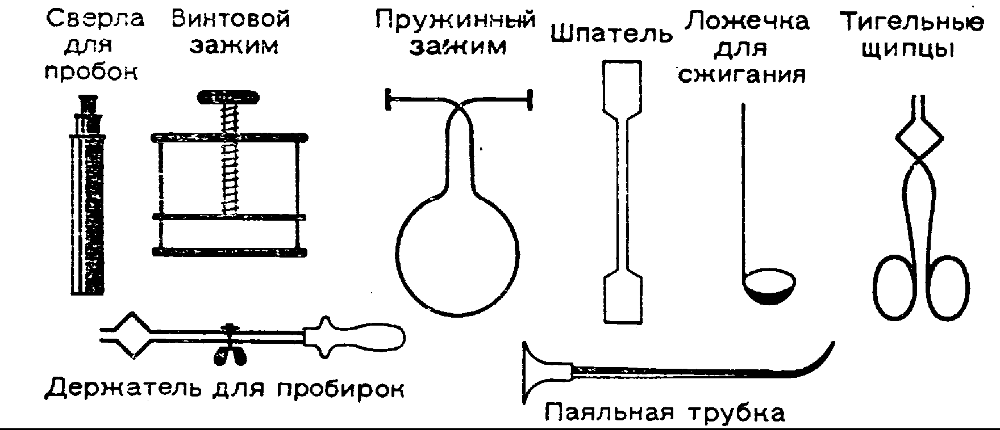 Сверла
для
пробок
Винтовой
зажим
Пружинный
зажим
Шпатель
Ложечка
для
сжигания
Тигельные
щипцы
Держатель для пробирок
Паяльная трубка